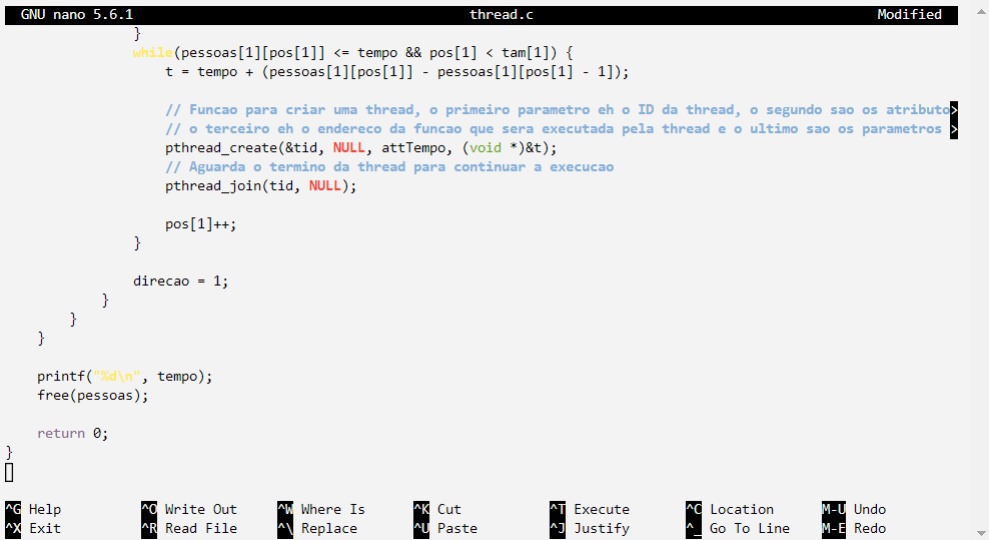 GNU nano 5.6.1 thread.c Modified
}
while(pessoas[1][pos[1]] <= tempo && pos[1] < tam[1]) {
t = tempo + (pessoas[1][pos[1]] - pessoas[1][pos[1] - 1]);
// Funcao para criar uma thread, o primeiro parametro eh o ID da thread, o segundo sao os atributo>
// o terceiro eh o endereco da funcao que sera executada pela thread e o ultimo sao os parametros >
pthread_create(&tid, NULL, attTempo, (void *)&t);
// Aguarda o termino da thread para continuar a execucao
pthread_join(tid, NULL);
pos[1]++;
}
direcao = 1;
}
}
}
printf("%d\n", tempo);
free(pessoas);
return 0;
}
^G Help ^O Write Out ^W Where Is ^K Cut ^T Execute ^C Location M-U Undo
^X Exit ^R Read File ^\ Replace ^U Paste ^J Justify ^_ Go To Line M-E Redo